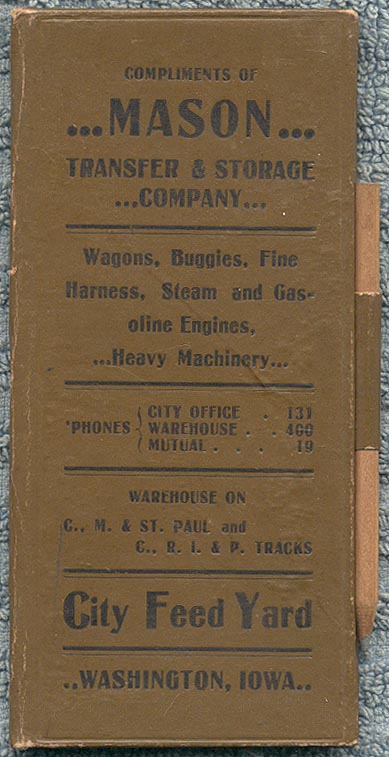 COMPLIMENTS OF
...MASON...
TRANSFER & STORAGE
...COMPANY...
Wagons, Buggies, Fine
Harness, Steam and Gas-
oline Engines,
...Heavy Machinery...
'PHONES { CITY OFFICE . 131
WAREHOUSE . . 400
MUTUAL . . . 19
WAREHOUSE ON
C., M. & ST. PAUL and
C., R. I. & P. TRACKS
City Feed Yard
..WASHINGTON, IOWA..